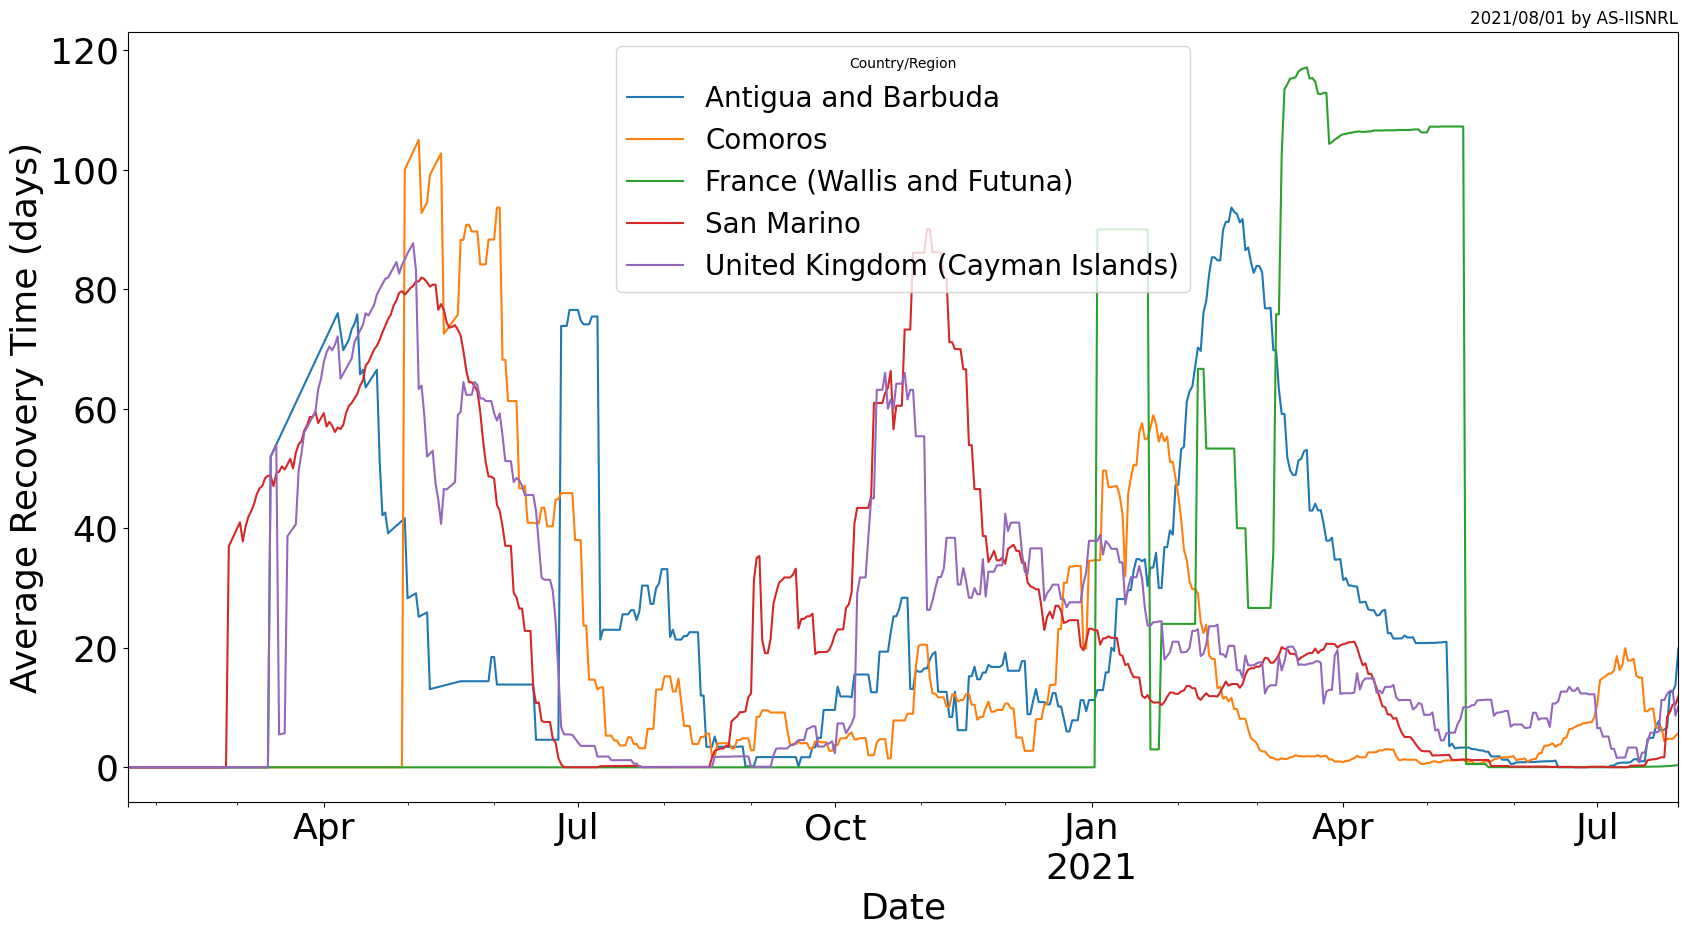 2021/08/01 by AS-IISNRL
120
100
80
60
40
20
0
Average Recovery Time (days)
Country/Region
Antigua and Barbuda
Comoros
France (Wallis and Futuna)
San Marino
United Kingdom (Cayman Islands)
Apr Jul Oct Jan Apr Jul
2021
Date